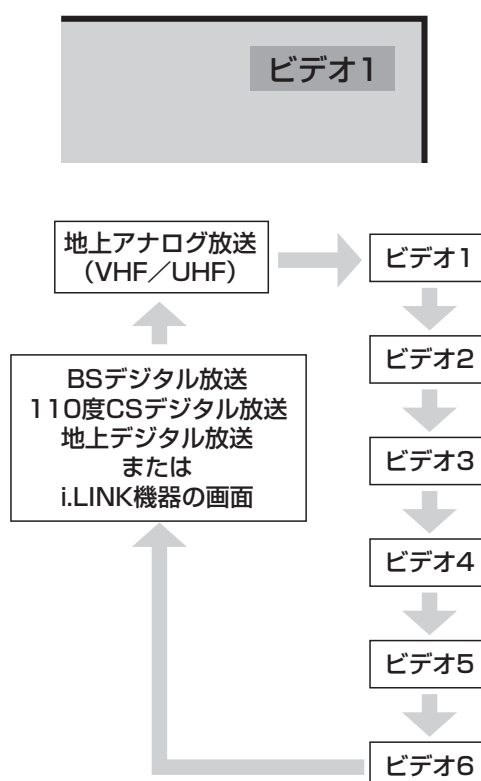 ビデオ1
地上アナログ放送
（VHF／UHF）
ビデオ1
ビデオ2
BSデジタル放送
110度CSデジタル放送
地上デジタル放送
または
i.LINK機器の画面
ビデオ3
ビデオ4
ビデオ5
ビデオ6